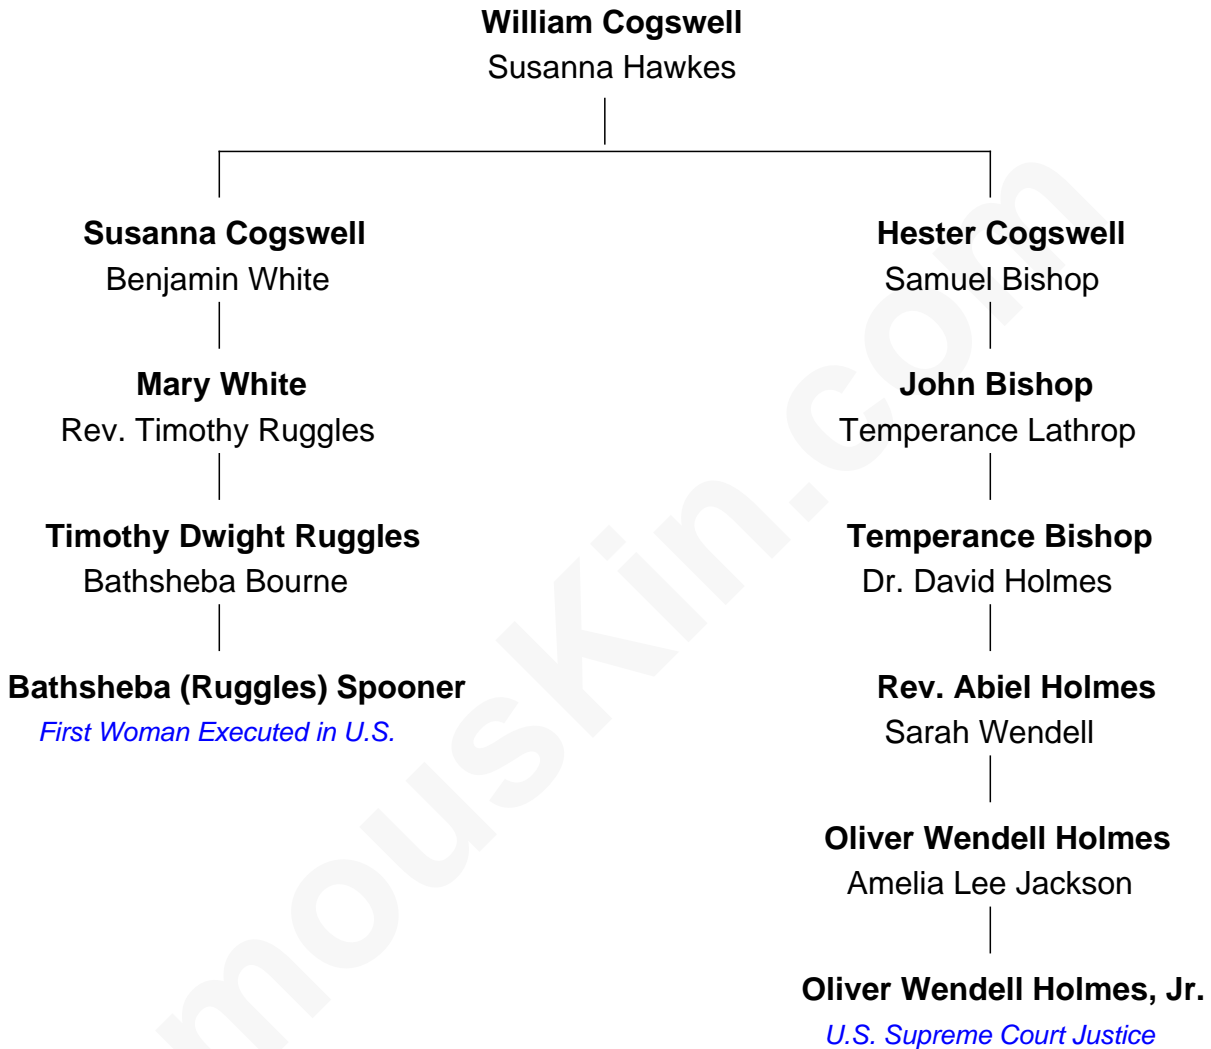 William Cogswell
Susanna Hawkes
Susanna Cogswell
Benjamin White
Mary White
Rev. Timothy Ruggles
Timothy Dwight Ruggles
Bathsheba Bourne
Bathsheba (Ruggles) Spooner
First Woman Executed in U.S.
Hester Cogswell
Samuel Bishop
John Bishop
Temperance Lathrop
Temperance Bishop
Dr. David Holmes
Rev. Abiel Holmes
Sarah Wendell
Oliver Wendell Holmes
Amelia Lee Jackson
Oliver Wendell Holmes, Jr.
U.S. Supreme Court Justice
mousKin.com